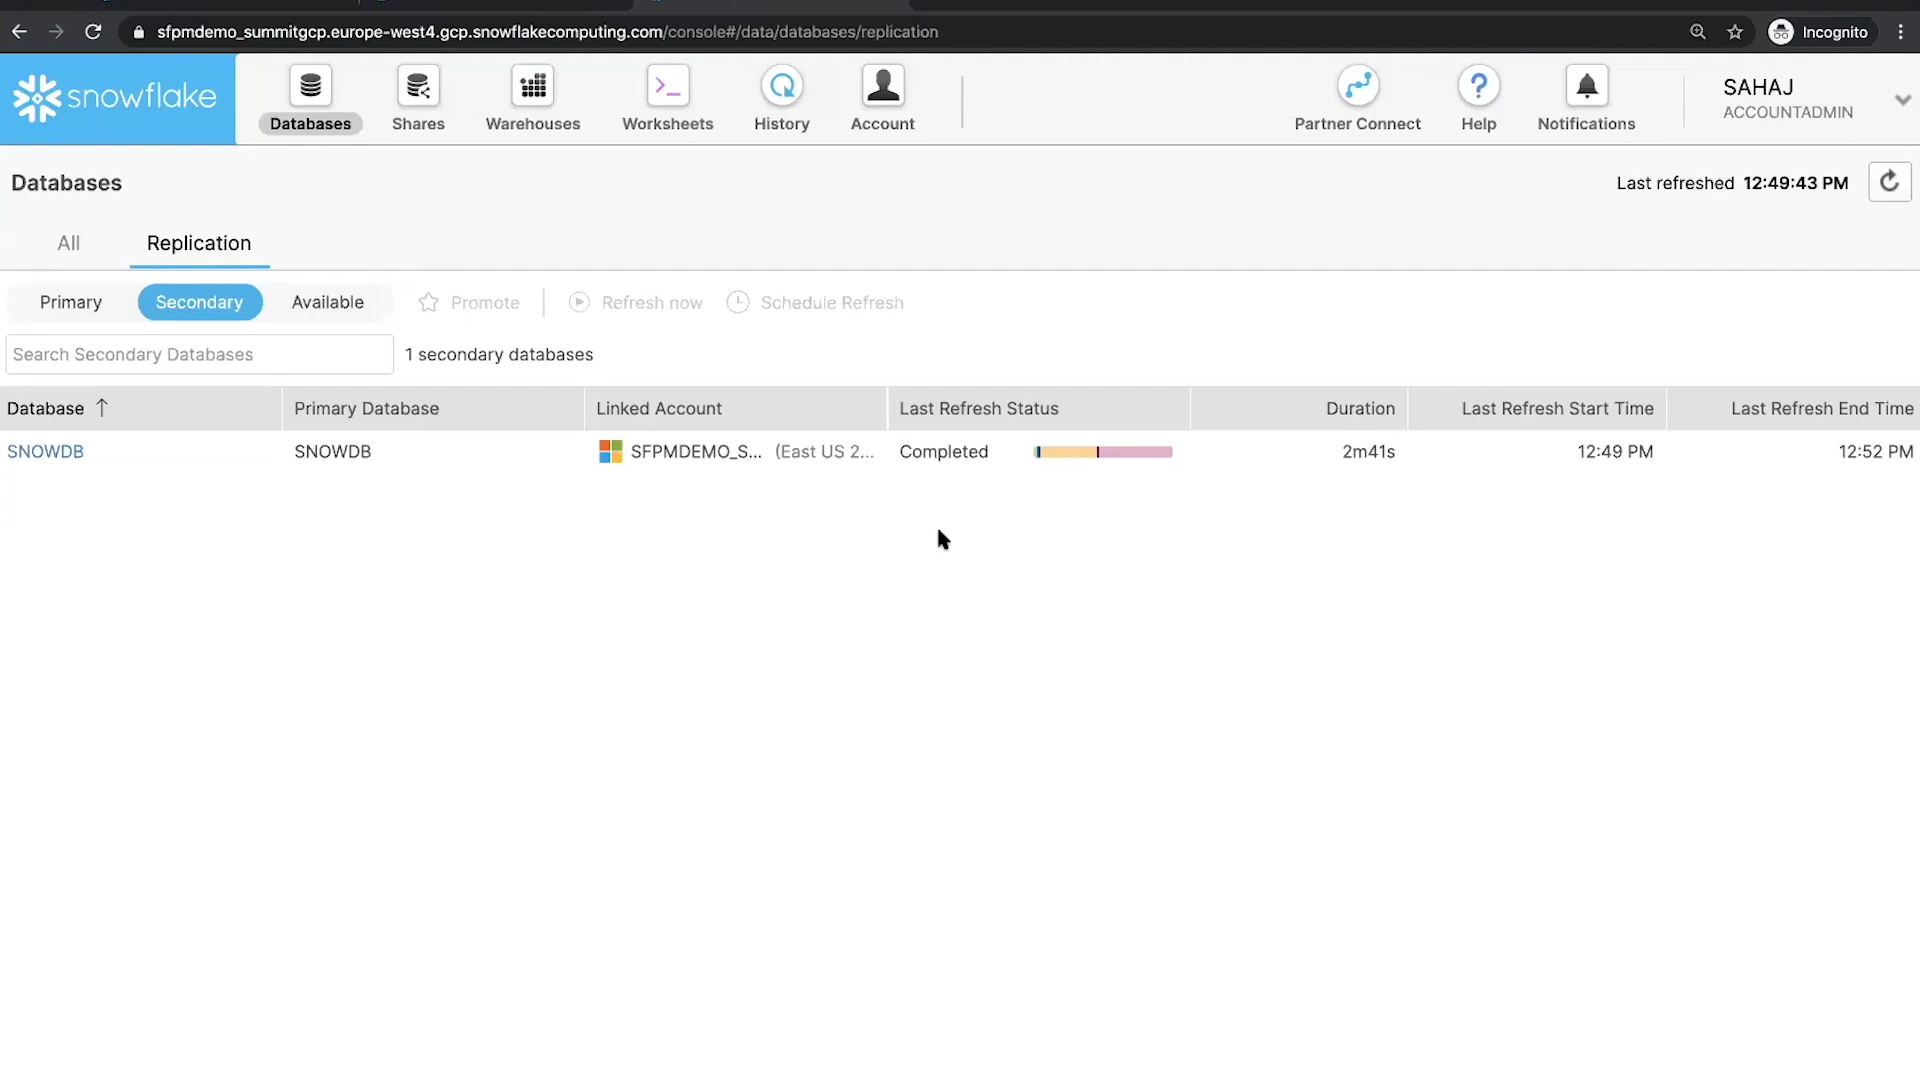 sfpmdemo_summitgcp.europe-west4.gcp.snowflakecomputing.com/console#/data/databases/replication
Incognito
snowflake
Databases Shares Warehouses Worksheets History Account
Partner Connect Help Notifications
SAHAJ
ACCOUNTADMIN
Databases
Last refreshed 12:49:43 PM
All Replication
Primary Secondary Available Promote Refresh now Schedule Refresh
Search Secondary Databases 1 secondary databases
Database ↑ Primary Database Linked Account Last Refresh Status Duration Last Refresh Start Time Last Refresh End Time
SNOWDB SNOWDB SFPMDEMO_S... (East US 2... Completed 2m41s 12:49 PM 12:52 PM